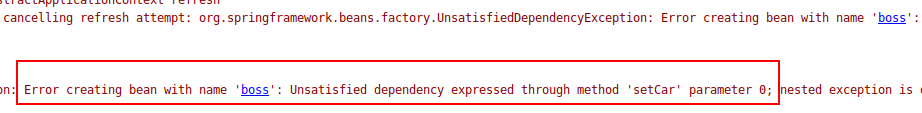 stractApplicationContext refresh
cancelling refresh attempt: org.springframework.beans.factory.UnsatisfiedDependencyException: Error creating bean with name 'boss':
on: Error creating bean with name 'boss': Unsatisfied dependency expressed through method 'setCar' parameter 0; nested exception is